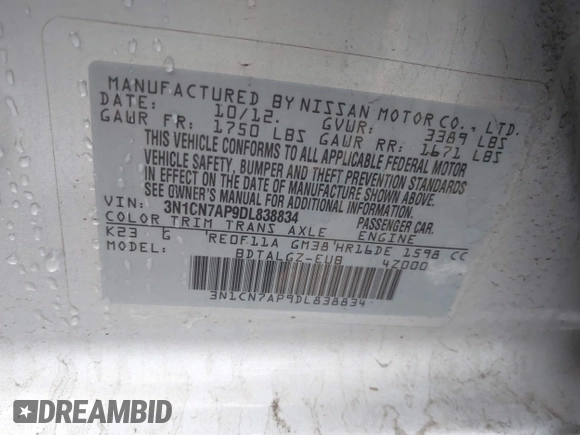 MANUFACTURED BY NISSAN MOTOR CO., LTD.
DATE: 10/12. GVWR: 3389 LBS
GAWR FR: 1750 LBS GAWR RR: 1671 LBS
THIS VEHICLE CONFORMS TO ALL APPLICABLE FEDERAL MOTOR
VEHICLE SAFETY, BUMPER AND THEFT PREVENTION STANDARDS
IN EFFECT ON THE DATE OF MANUFACTURE SHOWN ABOVE.
SEE OWNER'S MANUAL FOR ADDITIONAL INFORMATION.
VIN: 3N1CN7AP9DL838834 PASSENGER CAR.
COLOR TRIM TRANS AXLE ENGINE
K23 G RE0F11A GM38 HR16DE 1598 CC
BDTALGZ-EUB 4Z000
3N1CN7AP9DL838834
DREAMBID